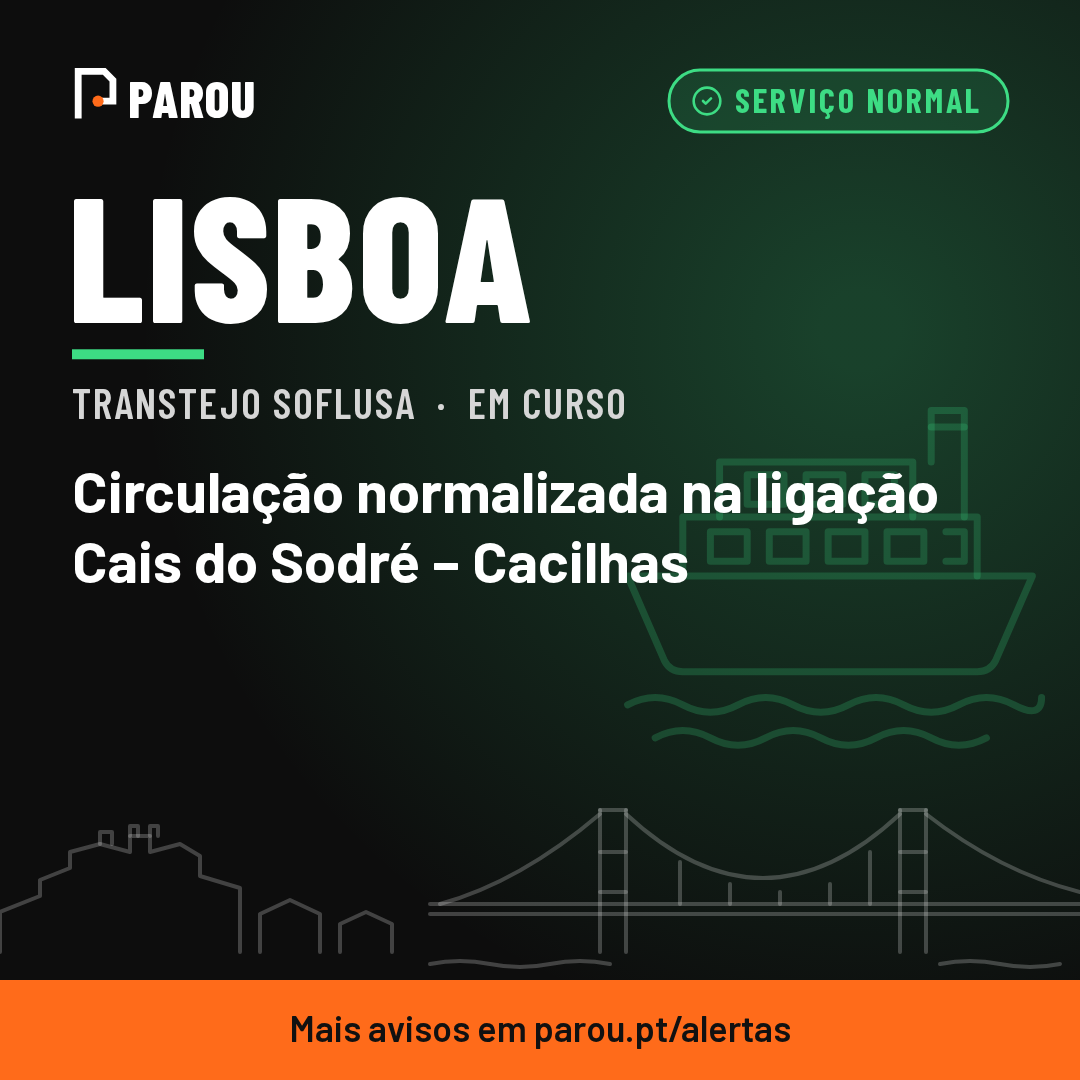 PAROU
SERVIÇO NORMAL
LISBOA
TRANSTEJO SOFLUSA · EM CURSO
Circulação normalizada na ligação
Cais do Sodré – Cacilhas
Mais avisos em parou.pt/alertas